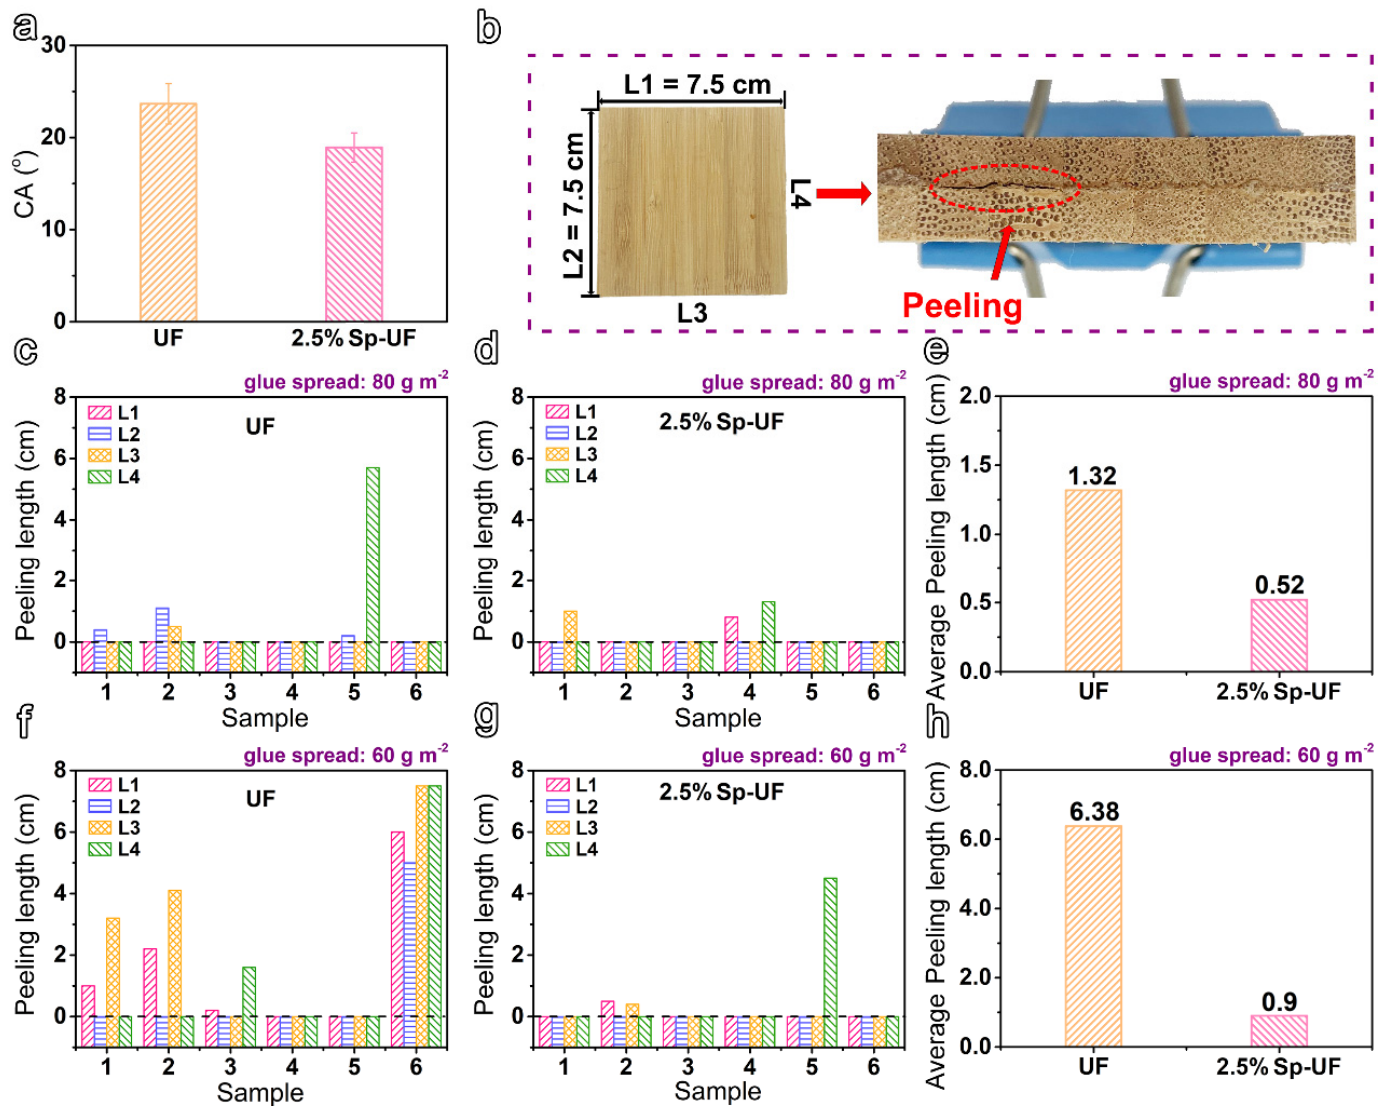 a
30
20
10
0
CA (°)
UF
2.5% Sp-UF
b
L1 = 7.5 cm
L2 = 7.5 cm
L4
L3
Peeling
c
glue spread: 80 g m⁻²
8
6
4
2
0
Peeling length (cm)
L1
L2
L3
L4
UF
1 2 3 4 5 6
Sample
d
glue spread: 80 g m⁻²
8
6
4
2
0
Peeling length (cm)
L1
L2
L3
L4
2.5% Sp-UF
1 2 3 4 5 6
Sample
e
glue spread: 80 g m⁻²
2.0
1.5
1.0
0.5
0.0
Average Peeling length (cm)
1.32
0.52
UF
2.5% Sp-UF
f
glue spread: 60 g m⁻²
8
6
4
2
0
Peeling length (cm)
L1
L2
L3
L4
UF
1 2 3 4 5 6
Sample
g
glue spread: 60 g m⁻²
8
6
4
2
0
Peeling length (cm)
L1
L2
L3
L4
2.5% Sp-UF
1 2 3 4 5 6
Sample
h
glue spread: 60 g m⁻²
8.0
6.0
4.0
2.0
0.0
Average Peeling length (cm)
6.38
0.9
UF
2.5% Sp-UF